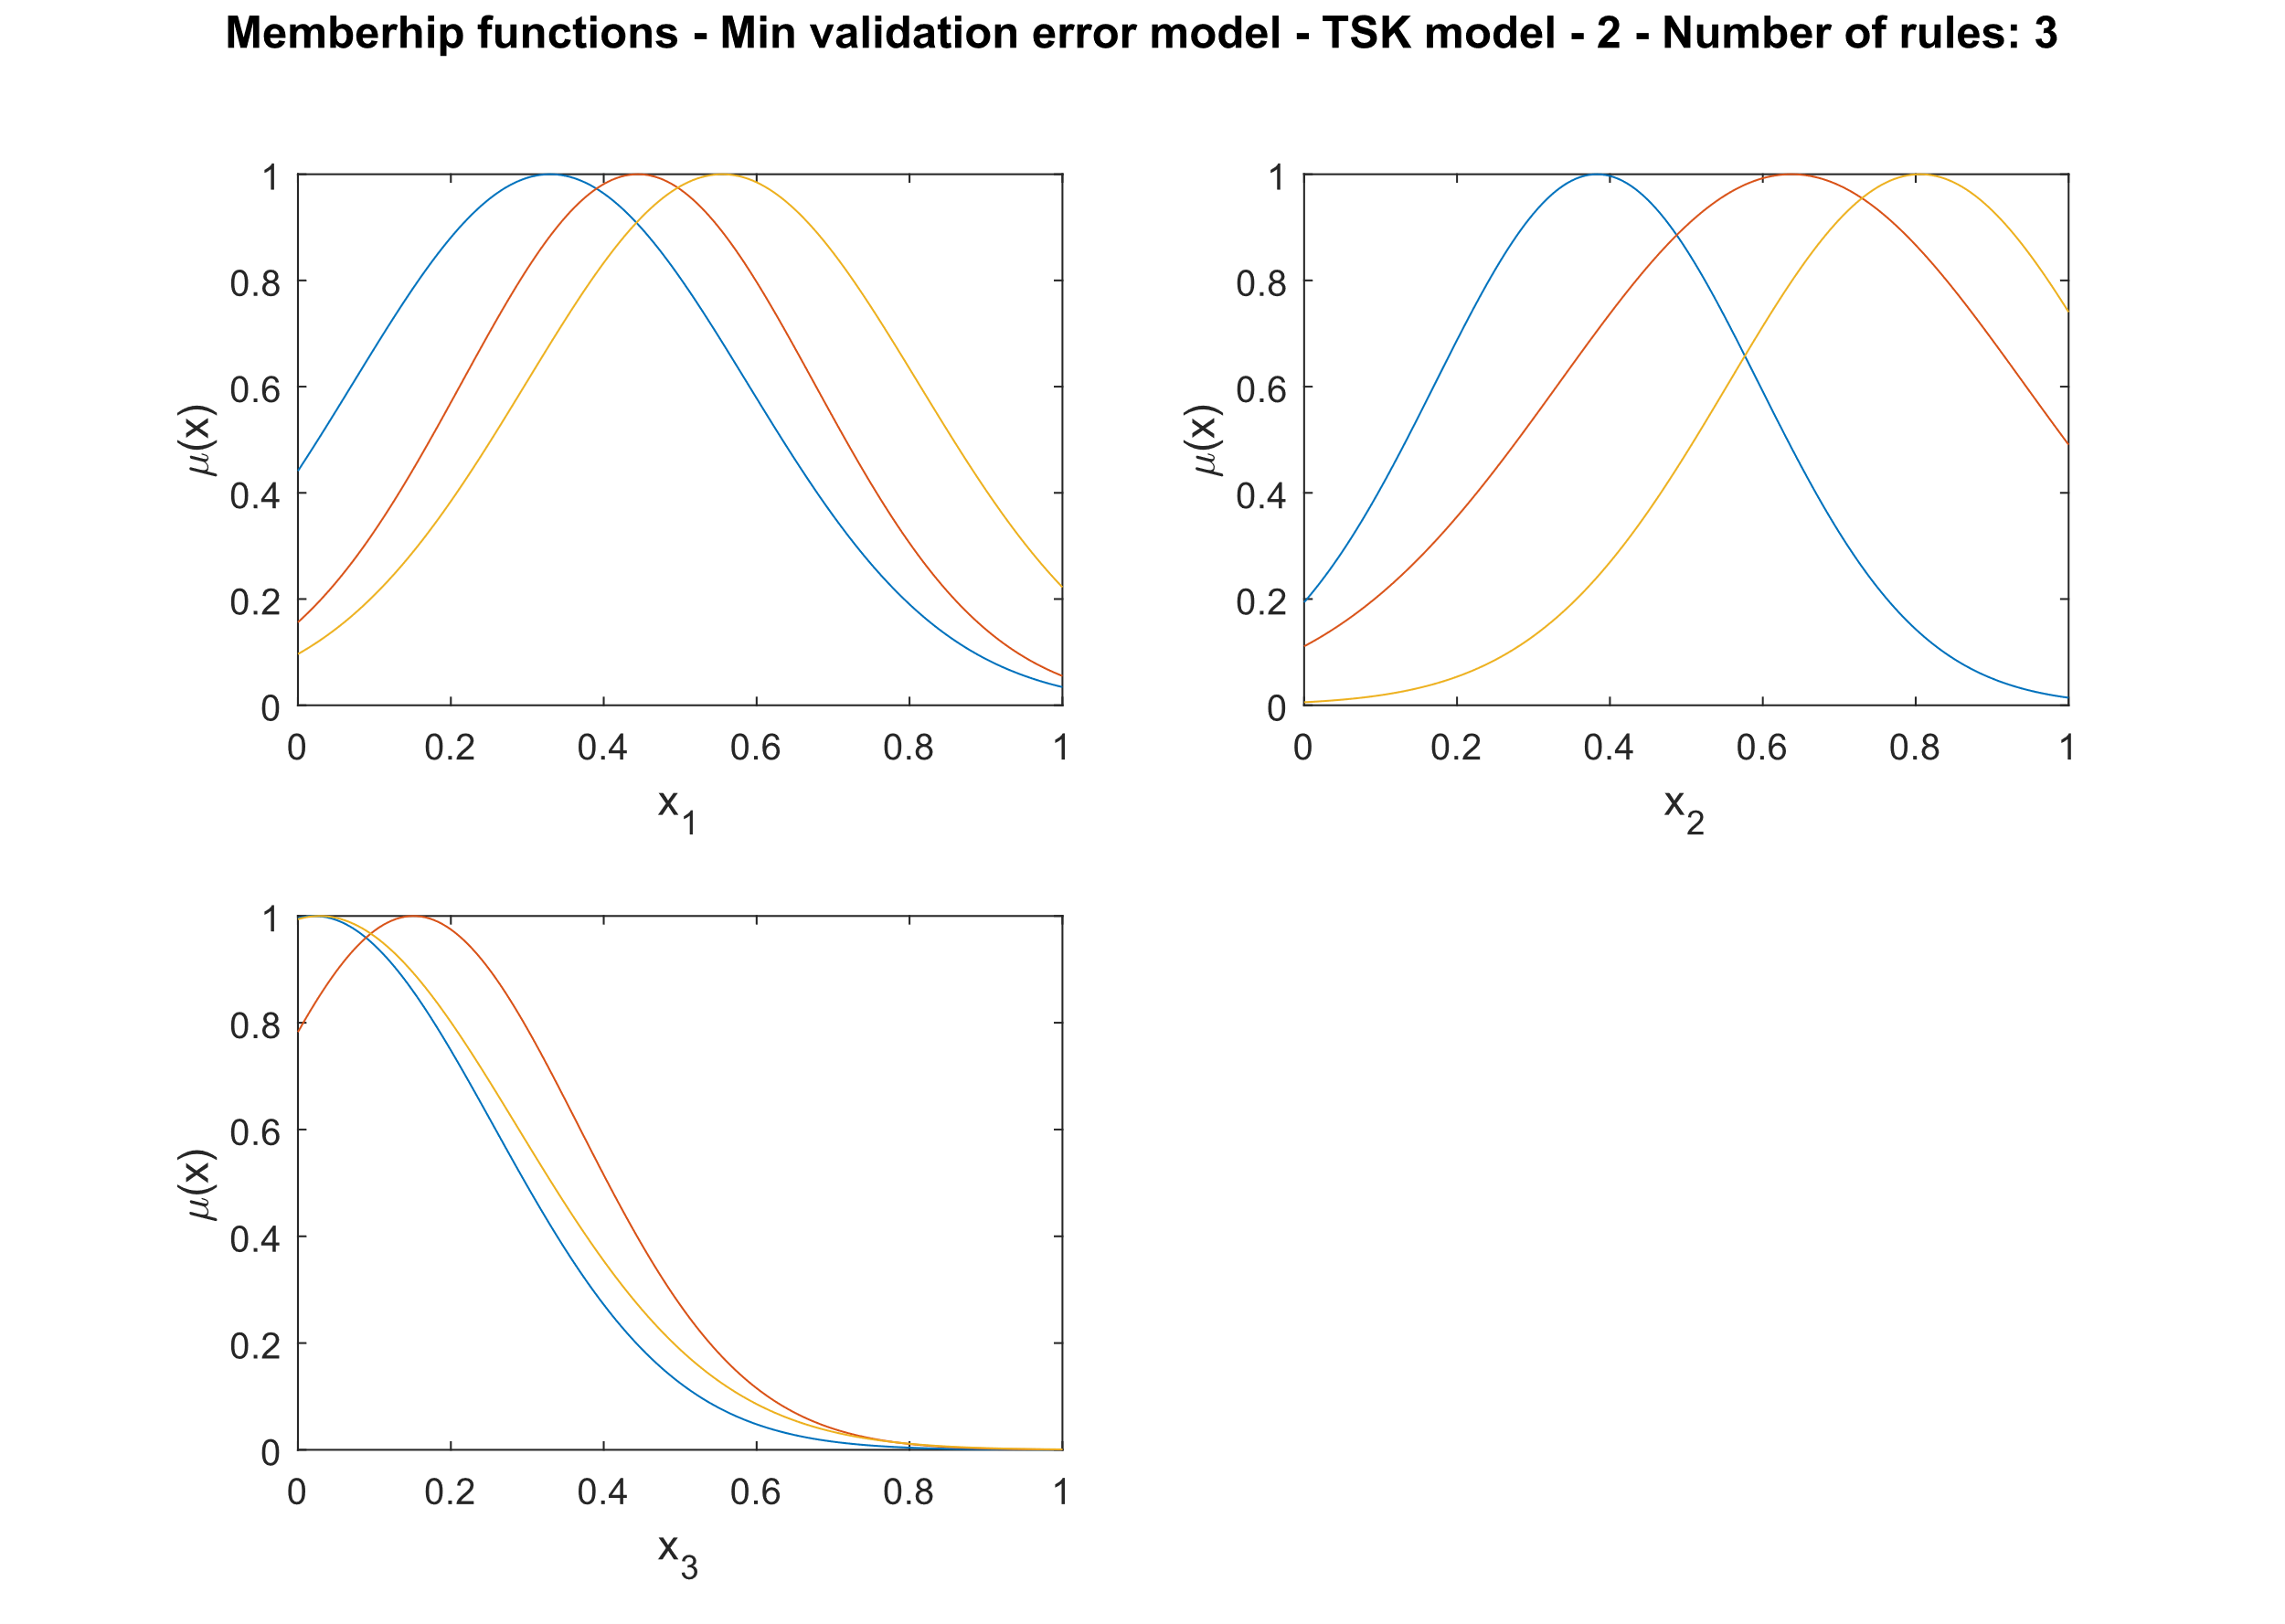 Memberhip functions - Min validation error model - TSK model - 2 - Number of rules: 3
1
0.8
0.6
0.4
0.2
0
μ(x)
0 0.2 0.4 0.6 0.8 1
x1
1
0.8
0.6
0.4
0.2
0
μ(x)
0 0.2 0.4 0.6 0.8 1
x2
1
0.8
0.6
0.4
0.2
0
μ(x)
0 0.2 0.4 0.6 0.8 1
x3